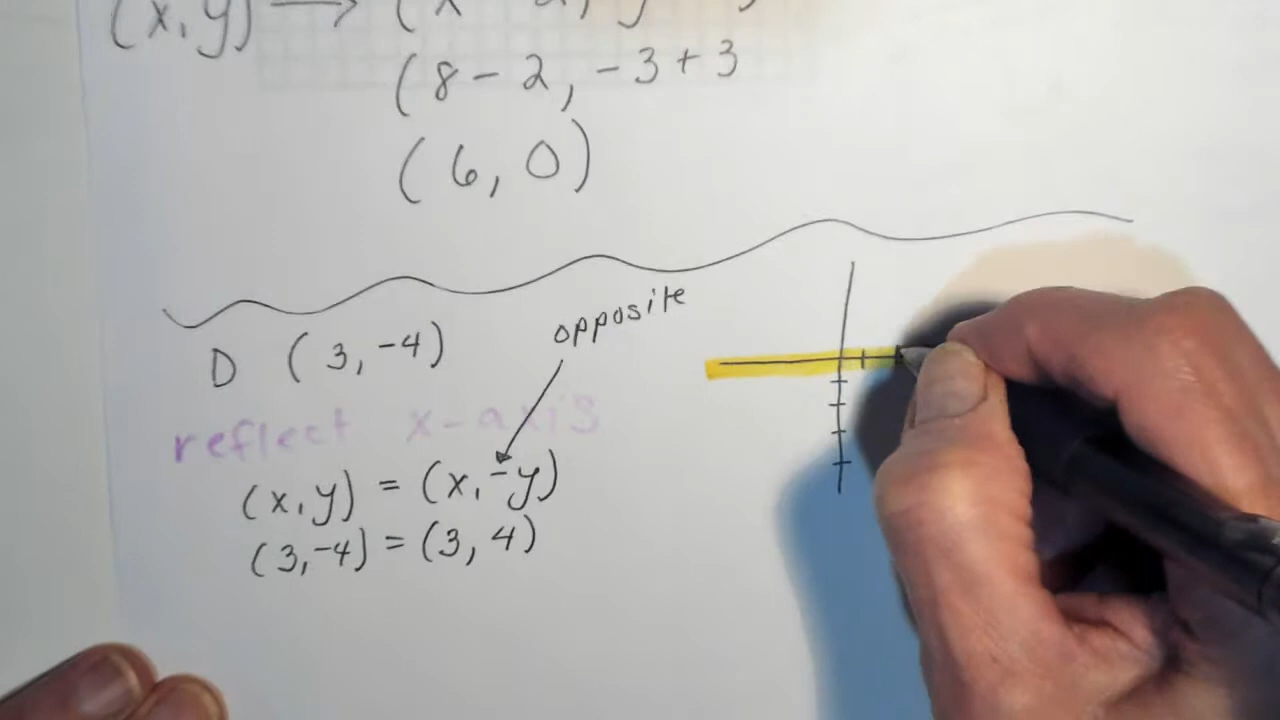 (x,y) → (x
(8-2, -3+3
(6,0)
D (3,-4)
opposite
reflect x-axis
(x,y) = (x,-y)
(3,-4) = (3,4)